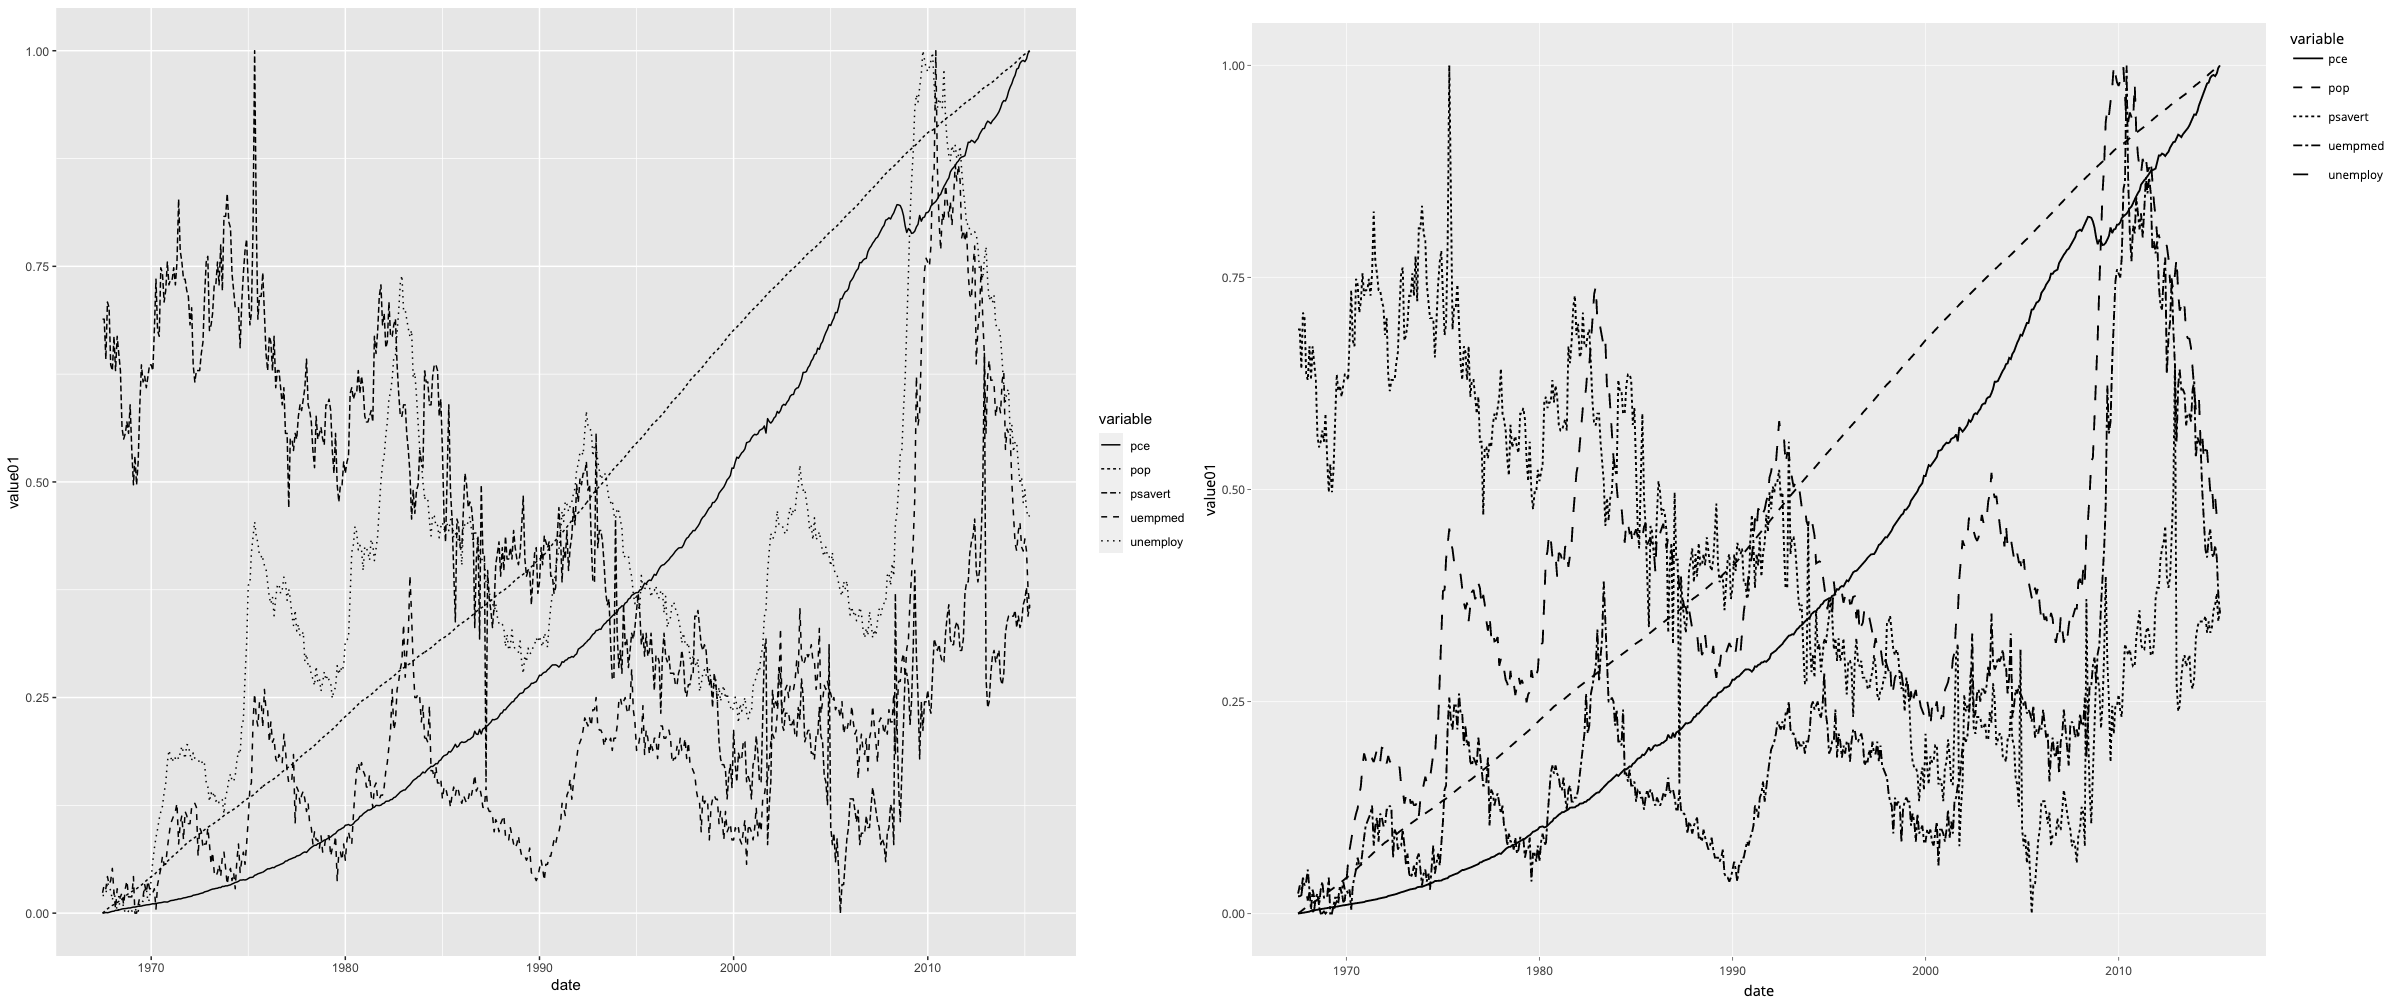 value01
1.00
0.75
0.50
0.25
0.00
1970 1980 1990 2000 2010
date
variable
pce
pop
psavert
uempmed
unemploy
value01
1.00
0.75
0.50
0.25
0.00
1970 1980 1990 2000 2010
date
variable
pce
pop
psavert
uempmed
unemploy